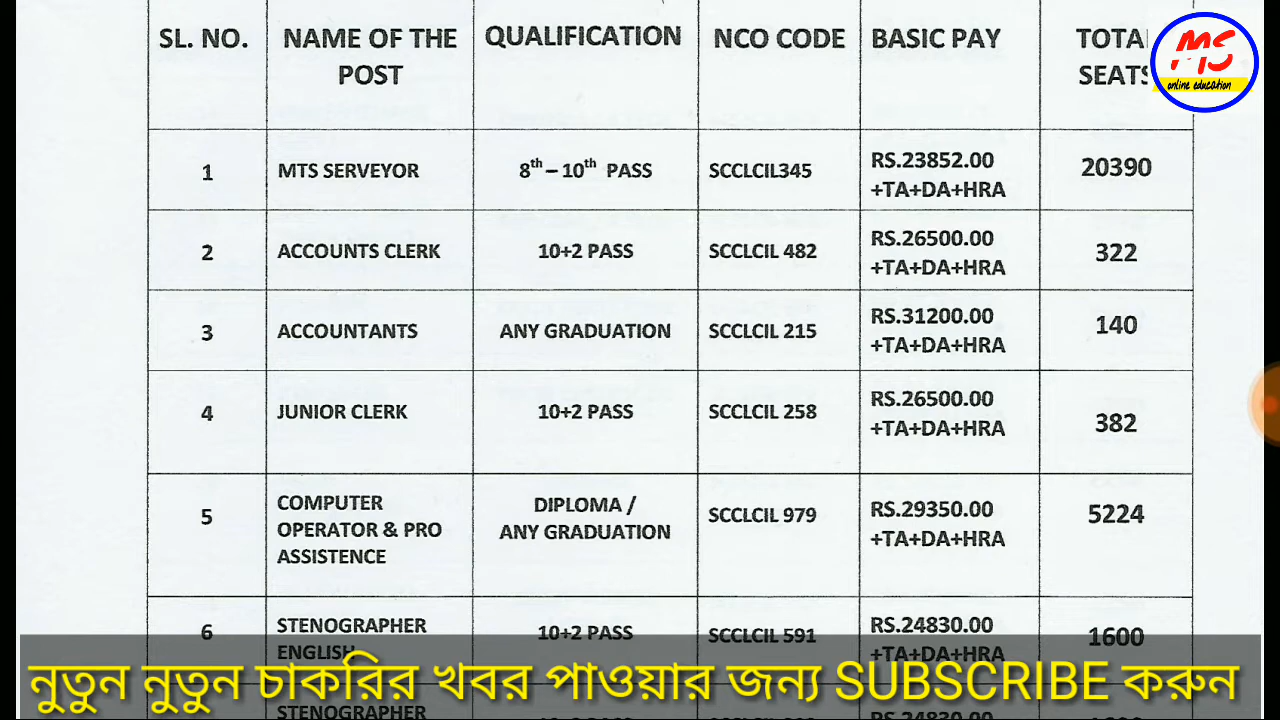 SL. NO. NAME OF THE POST QUALIFICATION NCO CODE BASIC PAY TOTAL SEATS
MS
online education
1 MTS SERVEYOR 8th – 10th PASS SCCLCIL345 RS.23852.00 +TA+DA+HRA 20390
2 ACCOUNTS CLERK 10+2 PASS SCCLCIL 482 RS.26500.00 +TA+DA+HRA 322
3 ACCOUNTANTS ANY GRADUATION SCCLCIL 215 RS.31200.00 +TA+DA+HRA 140
4 JUNIOR CLERK 10+2 PASS SCCLCIL 258 RS.26500.00 +TA+DA+HRA 382
5 COMPUTER OPERATOR & PRO ASSISTENCE DIPLOMA / ANY GRADUATION SCCLCIL 979 RS.29350.00 +TA+DA+HRA 5224
6 STENOGRAPHER ENGLISH 10+2 PASS SCCLCIL 591 RS.24830.00 +TA+DA+HRA 1600
নুতুন নুতুন চাকরির খবর পাওয়ার জন্য SUBSCRIBE করুন
STENOGRAPHER